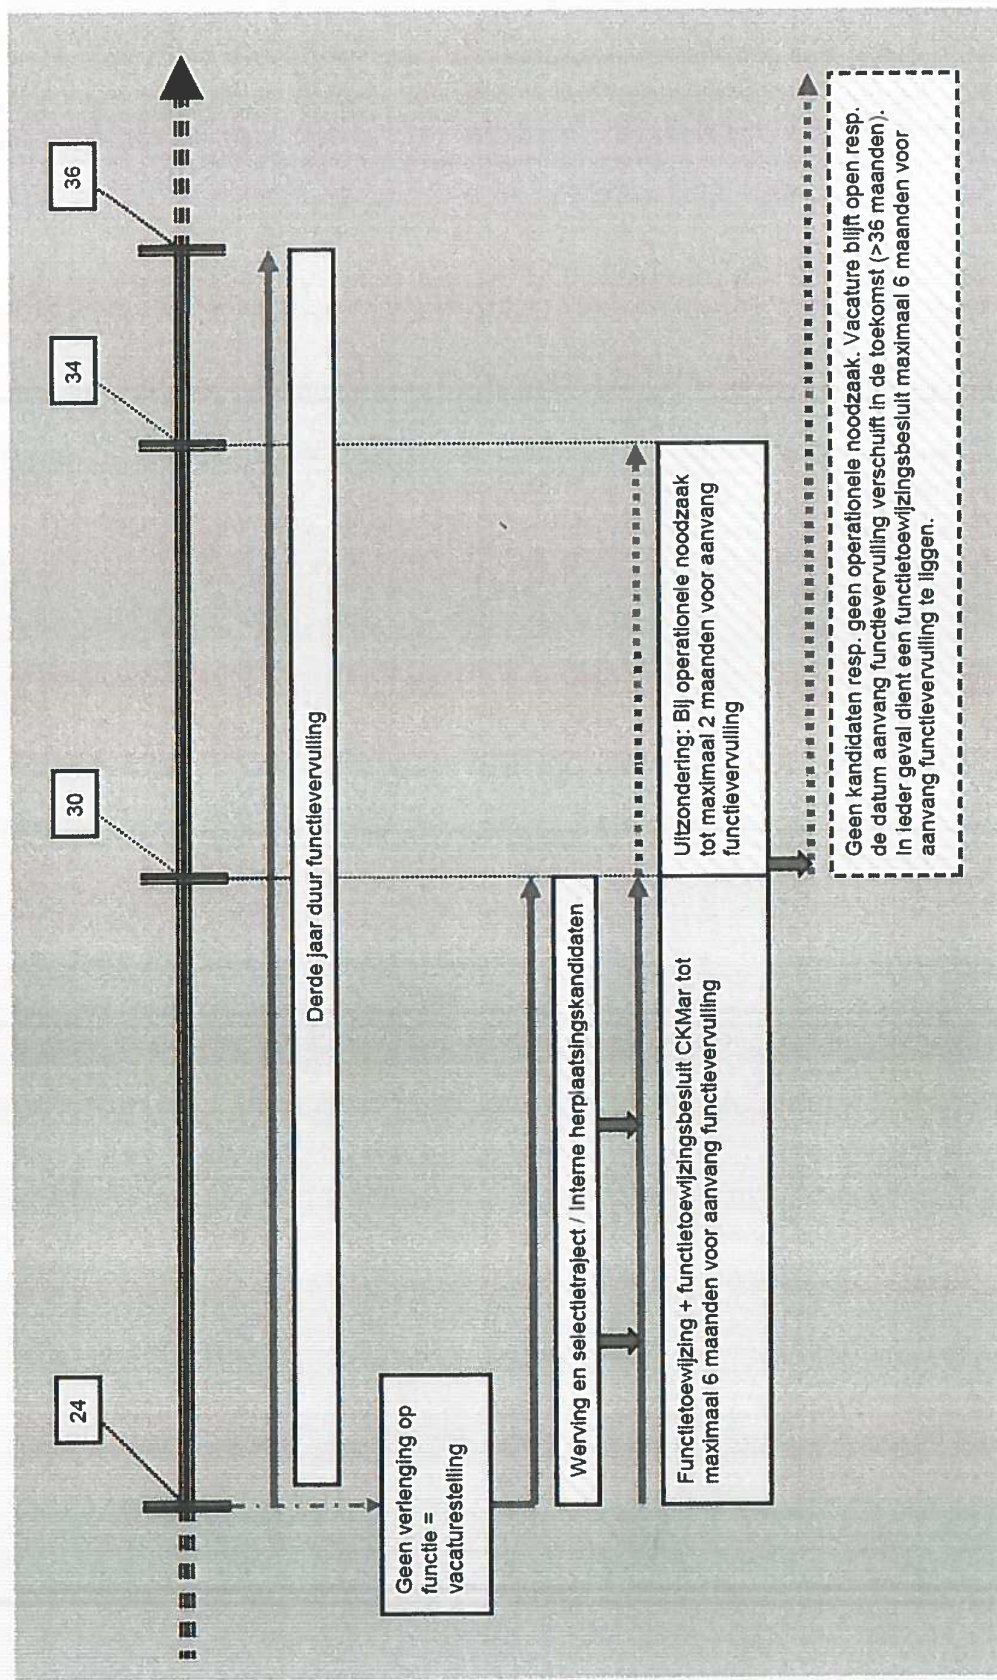 24
30
34
36
Derde jaar duur functievervulling
Geen verlenging op
functie =
vacaturestelling
Werving en selectietraject / Interne herplaatsingskandidaten
Functietoewijzing + functietoewijzingsbesluit CKMar tot
maximaal 6 maanden voor aanvang functievervulling
Uitzondering: Bij operationele noodzaak
tot maximaal 2 maanden voor aanvang
functievervulling
Geen kandidaten resp. geen operationele noodzaak. Vacature blijft open resp.
de datum aanvang functievervulling verschuift in de toekomst (>36 maanden).
In ieder geval dient een functietoewijzingsbesluit maximaal 6 maanden voor
aanvang functievervulling te liggen.